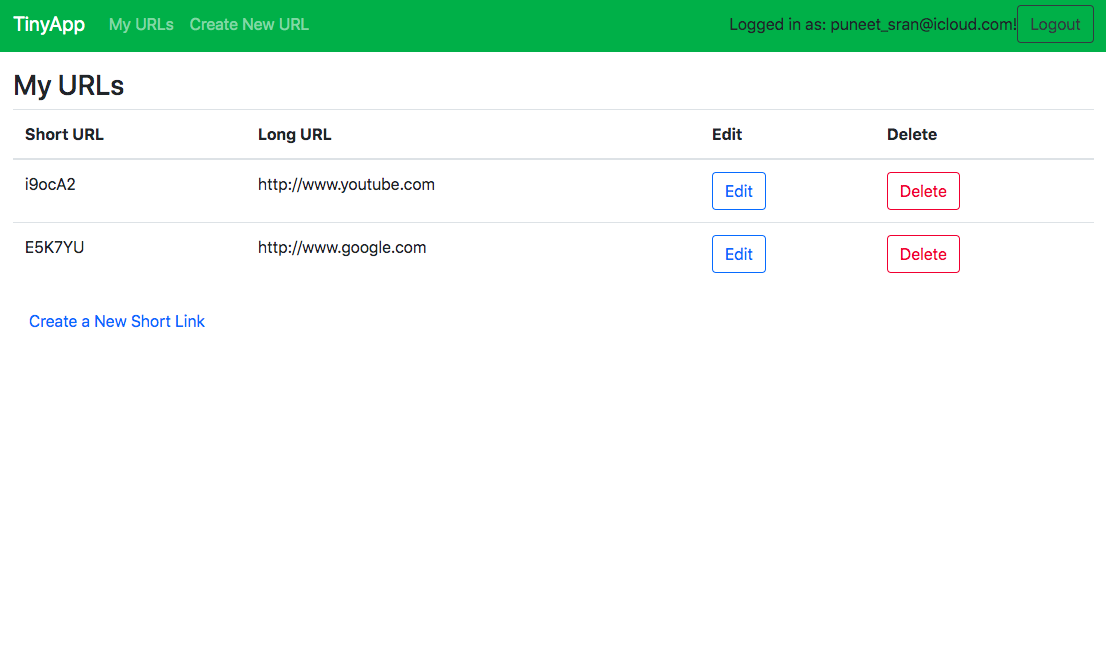 TinyApp My URLs Create New URL Logged in as: puneet_sran@icloud.com! Logout
My URLs
Short URL Long URL Edit Delete
i9ocA2 http://www.youtube.com Edit Delete
E5K7YU http://www.google.com Edit Delete
Create a New Short Link